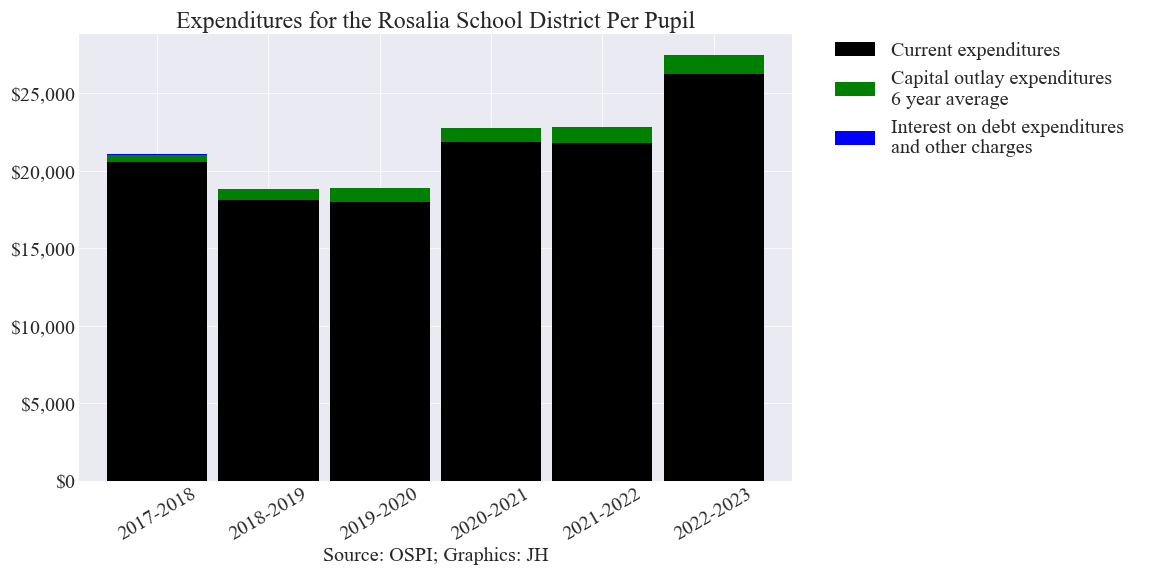 Expenditures for the Rosalia School District Per Pupil
Current expenditures
Capital outlay expenditures
6 year average
Interest on debt expenditures
and other charges
$25,000
$20,000
$15,000
$10,000
$5,000
$0
2017-2018
2018-2019
2019-2020
2020-2021
2021-2022
2022-2023
Source: OSPI; Graphics: JH